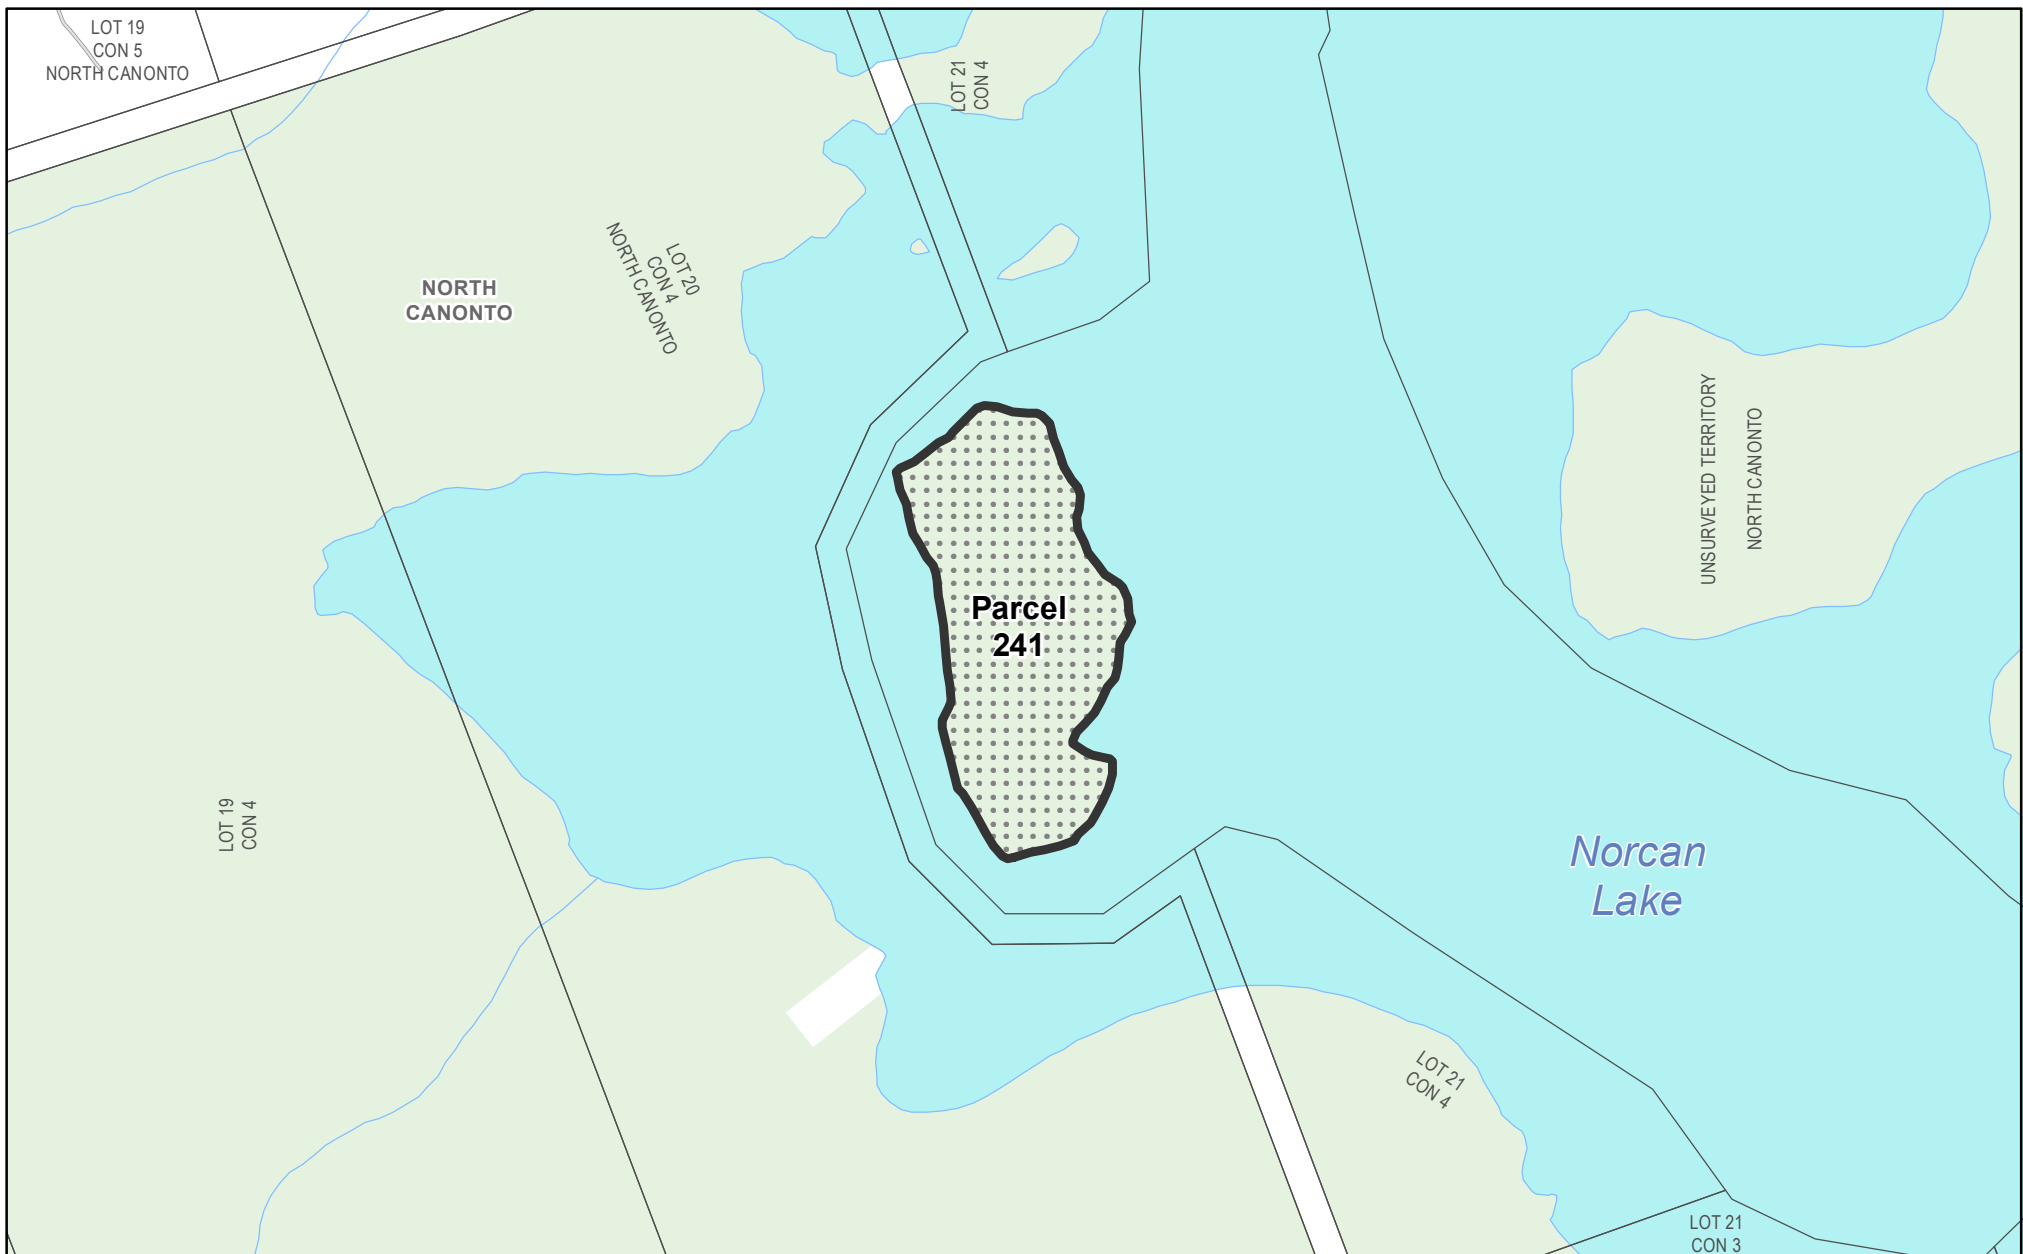 LOT 19
CON 5
NORTH CANONTO
LOT 21
CON 4
NORTH
CANONTO
LOT 20
CON 4
NORTH CANONTO
UNSURVEYED TERRITORY
NORTH CANONTO
Parcel
241
LOT 19
CON 4
Norcan
Lake
LOT 21
CON 4
LOT 21
CON 3